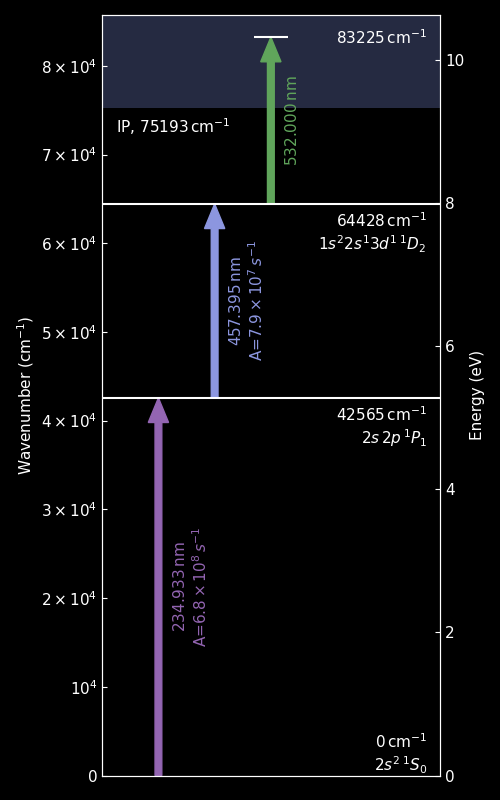 83225 cm⁻¹
IP, 75193 cm⁻¹
532.000 nm
64428 cm⁻¹
1s²2s¹3d¹ ¹D₂
457.395 nm
A=7.9 × 10⁷ s⁻¹
42565 cm⁻¹
2s 2p ¹P₁
234.933 nm
A=6.8 × 10⁸ s⁻¹
0 cm⁻¹
2s² ¹S₀
Wavenumber (cm⁻¹)
8 × 10⁴
7 × 10⁴
6 × 10⁴
5 × 10⁴
4 × 10⁴
3 × 10⁴
2 × 10⁴
10⁴
0
Energy (eV)
10
8
6
4
2
0